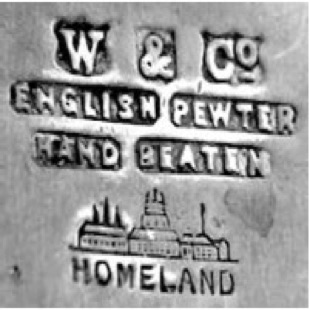 W & Co
ENGLISH PEWTER
HAND BEATEN
HOMELAND